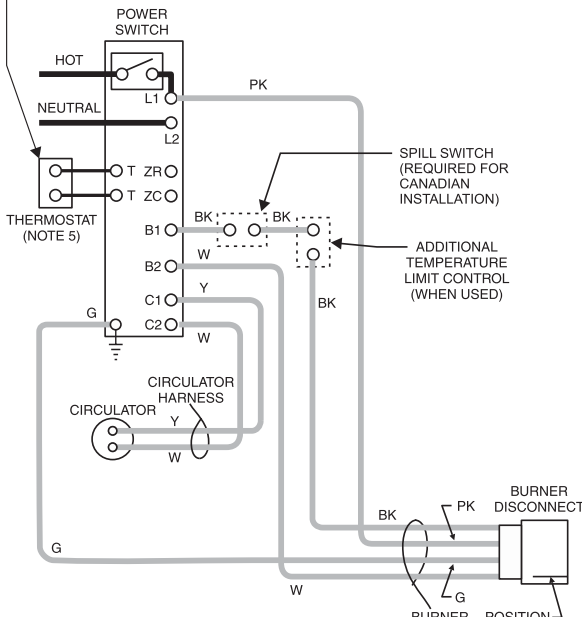 POWER
SWITCH
HOT
L1
PK
NEUTRAL
L2
T
ZR
T
ZC
THERMOSTAT
(NOTE 5)
SPILL SWITCH
(REQUIRED FOR
CANADIAN
INSTALLATION)
B1
BK
BK
ADDITIONAL
TEMPERATURE
LIMIT CONTROL
(WHEN USED)
B2
W
BK
C1
Y
G
C2
W
CIRCULATOR
HARNESS
CIRCULATOR
Y
W
BURNER
DISCONNECT
BK
PK
G
W
G
BURNER
POSITION